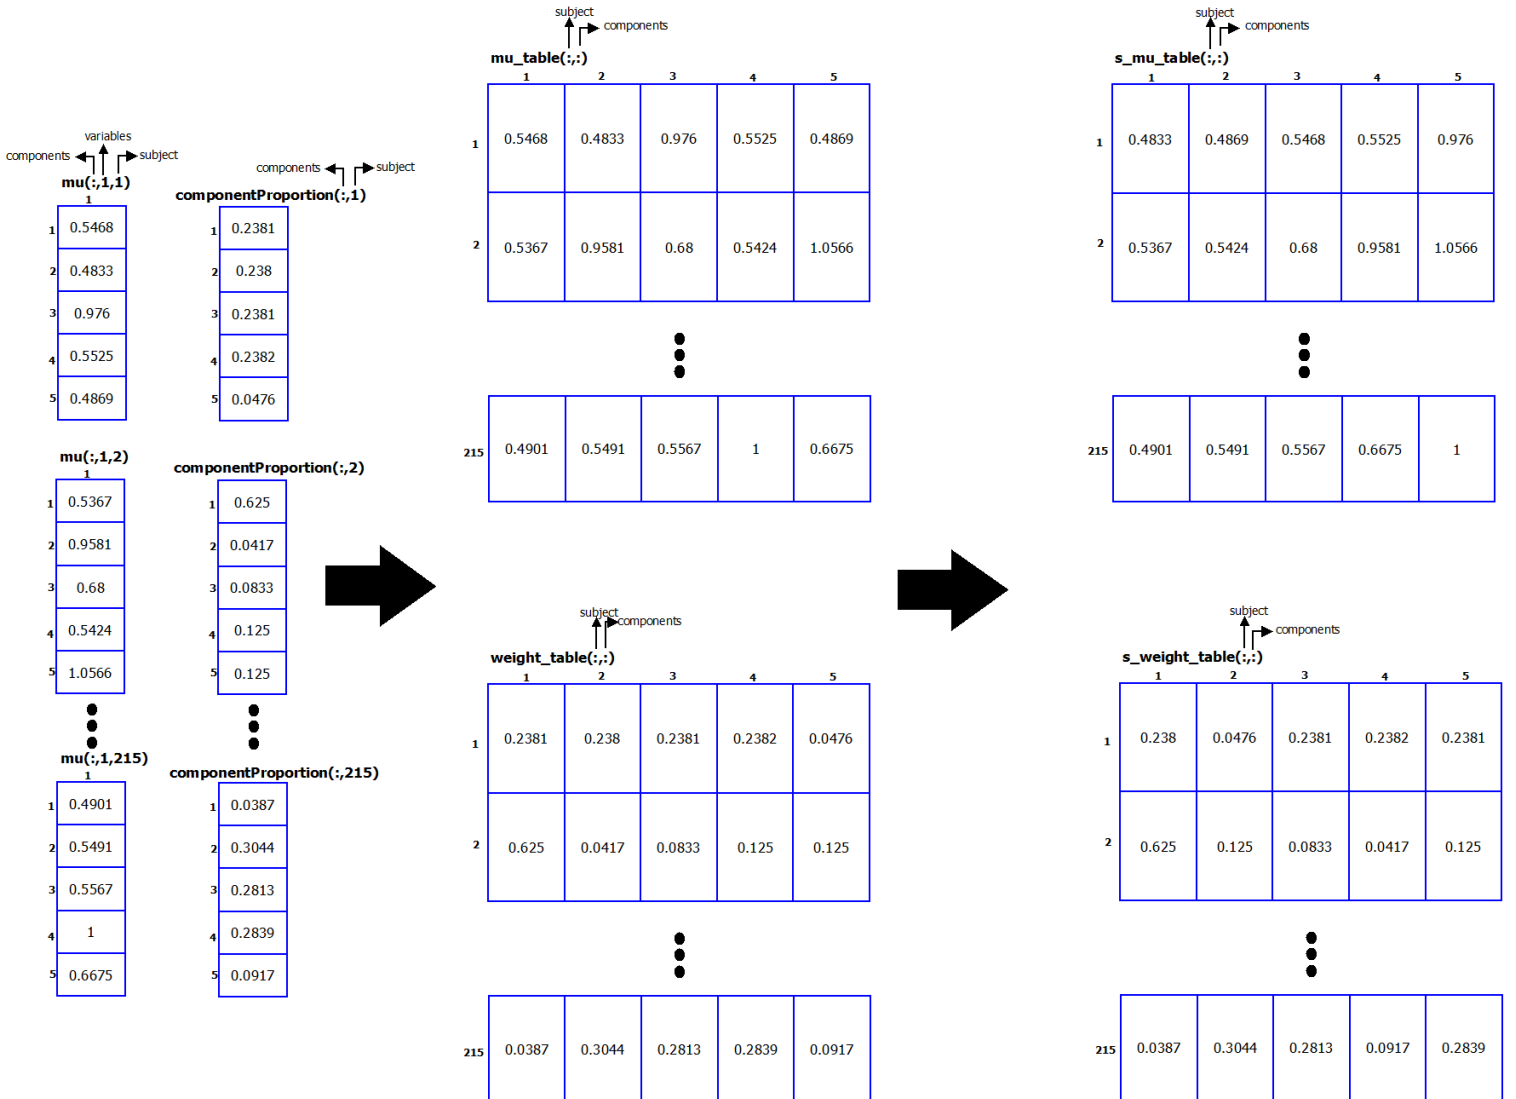 variables
components subject
mu(:,1,1)
1
1 0.5468
2 0.4833
3 0.976
4 0.5525
5 0.4869
components subject
componentProportion(:,1)
1 0.2381
2 0.238
3 0.2381
4 0.2382
5 0.0476
mu(:,1,2)
1
1 0.5367
2 0.9581
3 0.68
4 0.5424
5 1.0566
componentProportion(:,2)
1 0.625
2 0.0417
3 0.0833
4 0.125
5 0.125
mu(:,1,215)
1
1 0.4901
2 0.5491
3 0.5567
4 1
5 0.6675
componentProportion(:,215)
1 0.0387
2 0.3044
3 0.2813
4 0.2839
5 0.0917
subject
components
mu_table(:,:)
1 2 3 4 5
1 0.5468 0.4833 0.976 0.5525 0.4869
2 0.5367 0.9581 0.68 0.5424 1.0566
215 0.4901 0.5491 0.5567 1 0.6675
subject
components
weight_table(:,:)
1 2 3 4 5
1 0.2381 0.238 0.2381 0.2382 0.0476
2 0.625 0.0417 0.0833 0.125 0.125
215 0.0387 0.3044 0.2813 0.2839 0.0917
subject
components
s_mu_table(:,:)
1 2 3 4 5
1 0.4833 0.4869 0.5468 0.5525 0.976
2 0.5367 0.5424 0.68 0.9581 1.0566
215 0.4901 0.5491 0.5567 0.6675 1
subject
components
s_weight_table(:,:)
1 2 3 4 5
1 0.238 0.0476 0.2381 0.2382 0.2381
2 0.625 0.125 0.0833 0.0417 0.125
215 0.0387 0.3044 0.2813 0.0917 0.2839